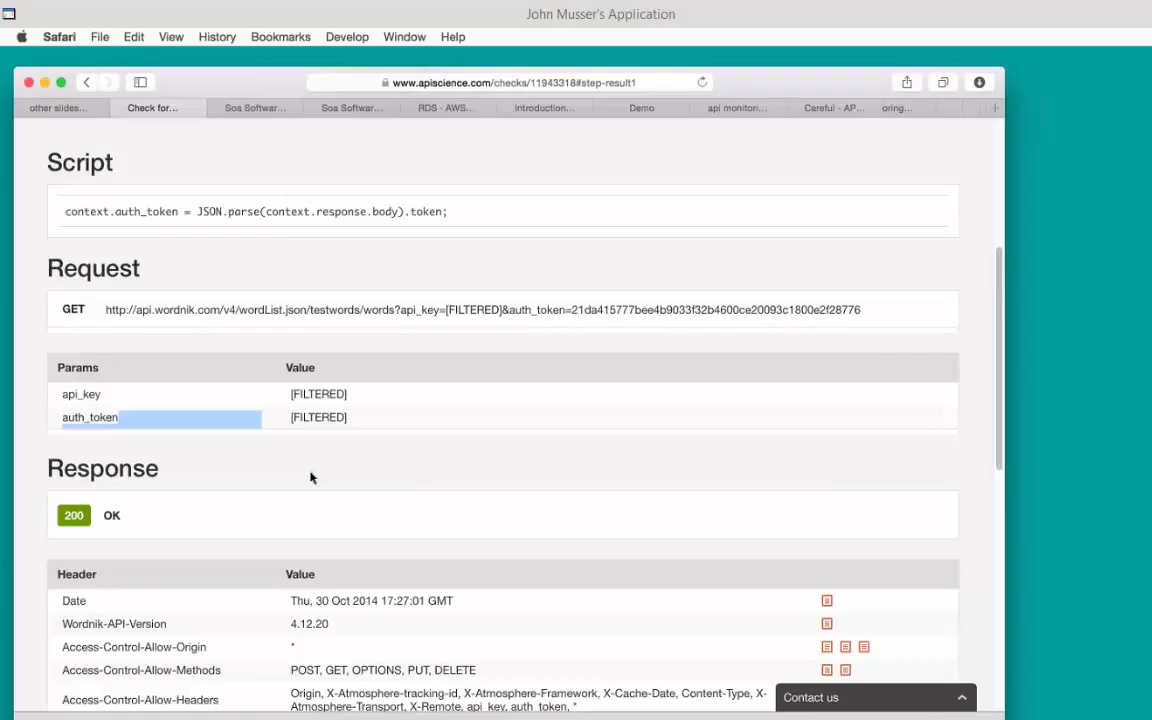 John Musser's Application
Safari File Edit View History Bookmarks Develop Window Help
www.apiscience.com/checks/11943318#step-result1
other slides... Check for... Soa Softwar... Soa Softwar... RDS - AWS... Introduction... Demo api monitori... Careful - AP... oring...
Script
context.auth_token = JSON.parse(context.response.body).token;
Request
GET http://api.wordnik.com/v4/wordList.json/testwords/words?api_key=[FILTERED]&auth_token=21da415777bee4b9033f32b4600ce20093c1800e2f28776
Params Value
api_key [FILTERED]
auth_token [FILTERED]
Response
200 OK
Header Value
Date Thu, 30 Oct 2014 17:27:01 GMT
Wordnik-API-Version 4.12.20
Access-Control-Allow-Origin *
Access-Control-Allow-Methods POST, GET, OPTIONS, PUT, DELETE
Access-Control-Allow-Headers Origin, X-Atmosphere-tracking-id, X-Atmosphere-Framework, X-Cache-Date, Content-Type, X-
Atmosphere-Transport, X-Remote, api_key, auth_token, *
Contact us